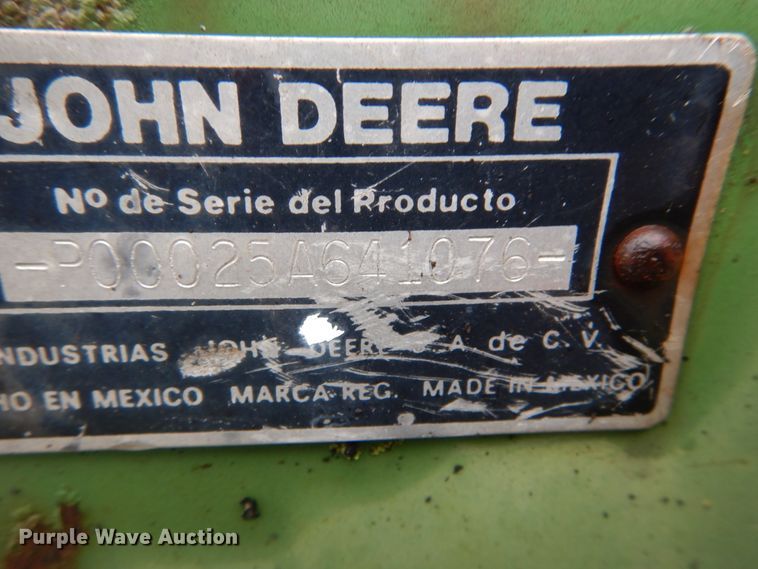 JOHN DEERE
Nº de Serie del Producto
-P00025A641076-
INDUSTRIAS JOHN DEERE S. A. de C. V.
HO EN MEXICO MARCA REG. MADE IN MEXICO
Purple Wave Auction